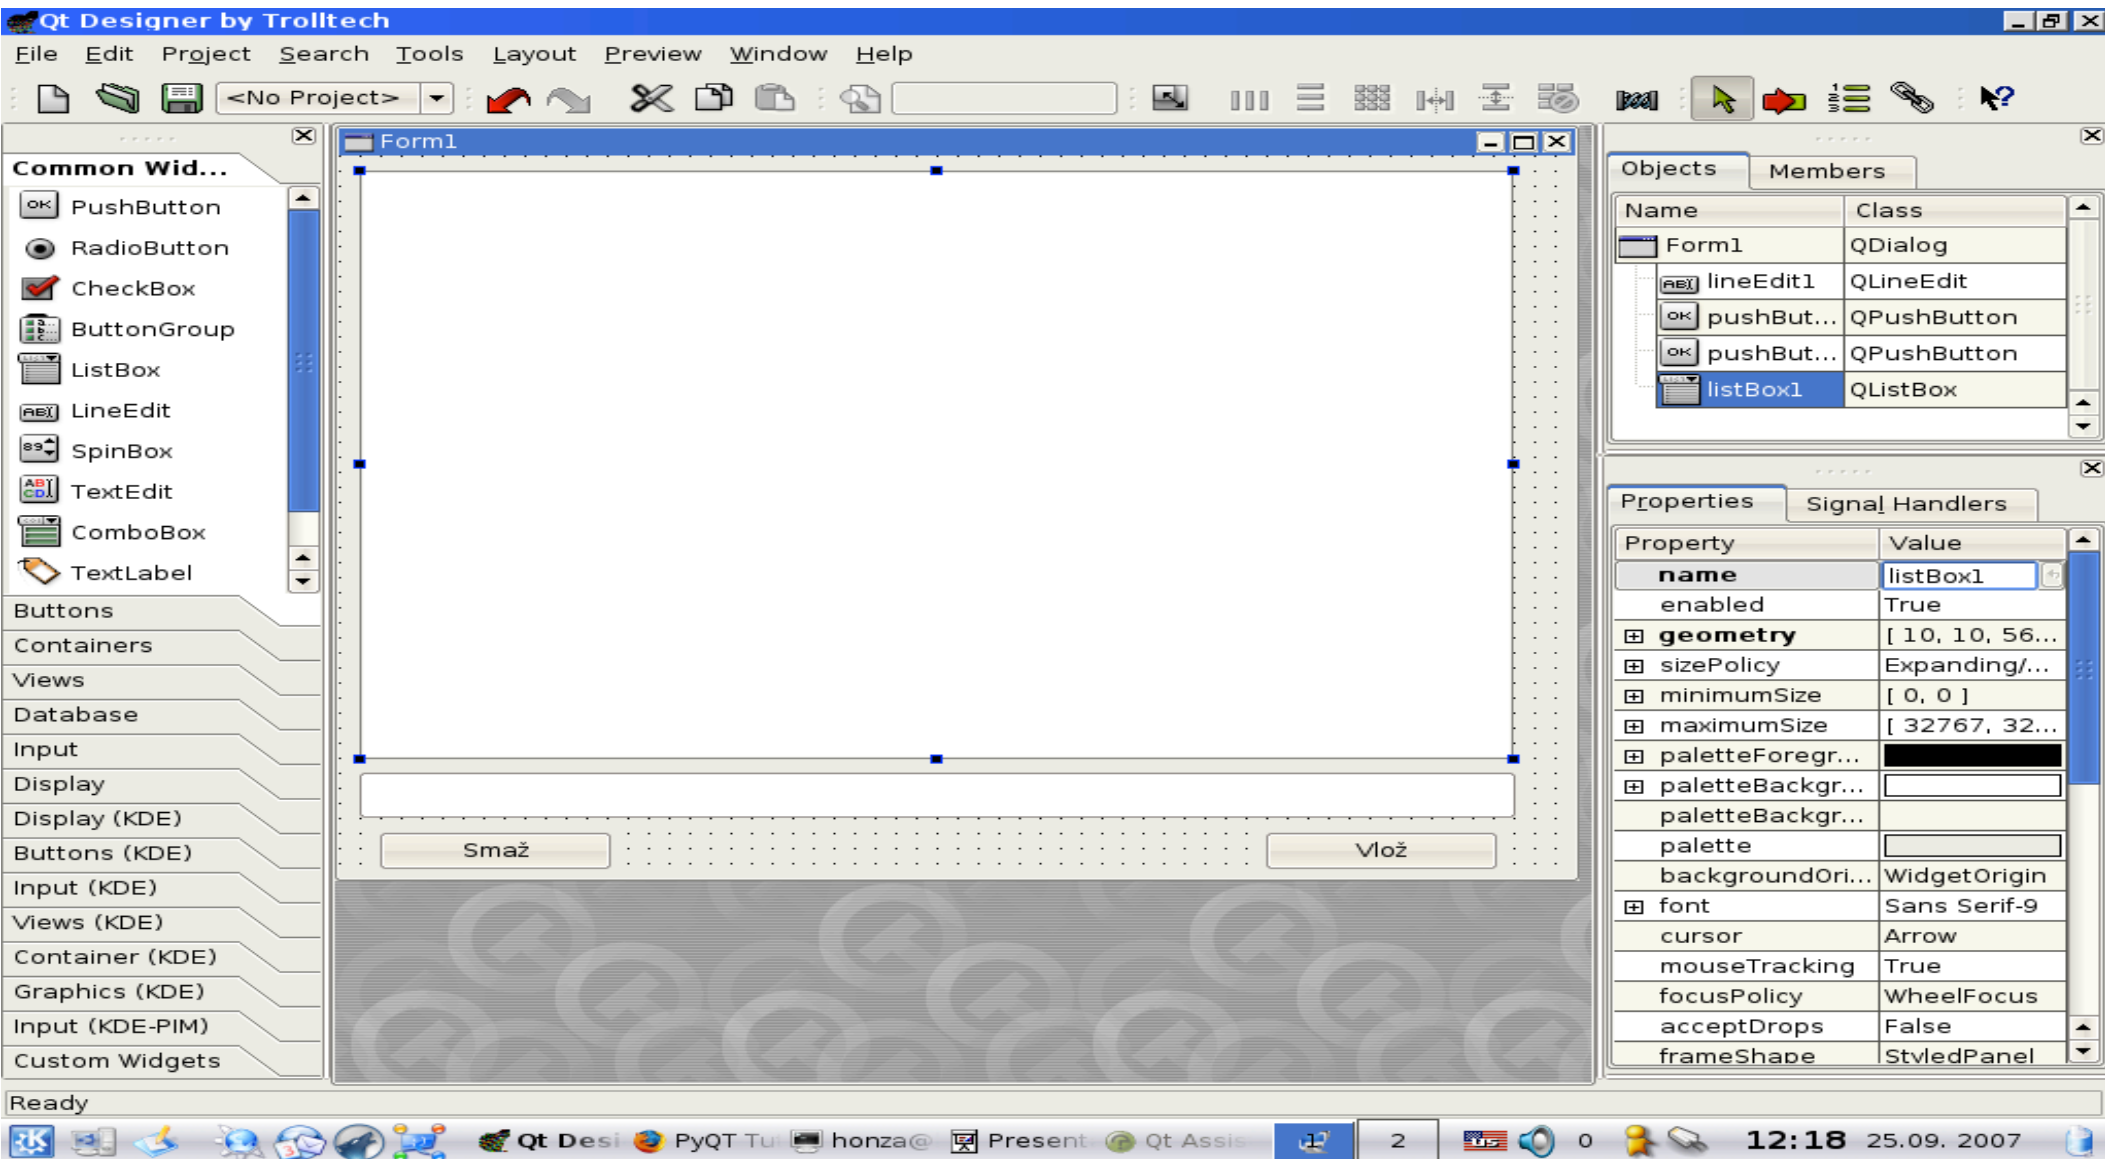 Qt Designer by Trolltech
File Edit Project Search Tools Layout Preview Window Help
<No Project>
Common Wid...
PushButton
RadioButton
CheckBox
ButtonGroup
ListBox
LineEdit
SpinBox
TextEdit
ComboBox
TextLabel
Buttons
Containers
Views
Database
Input
Display
Display (KDE)
Buttons (KDE)
Input (KDE)
Views (KDE)
Container (KDE)
Graphics (KDE)
Input (KDE-PIM)
Custom Widgets
Form1
Smaž
Vlož
Objects Members
Name Class
Form1 QDialog
lineEdit1 QLineEdit
pushBut... QPushButton
pushBut... QPushButton
listBox1 QListBox
Properties Signal Handlers
Property Value
name listBox1
enabled True
geometry [ 10, 10, 56...
sizePolicy Expanding/...
minimumSize [ 0, 0 ]
maximumSize [ 32767, 32...
paletteForegr...
paletteBackgr...
paletteBackgr...
palette
backgroundOri... WidgetOrigin
font Sans Serif-9
cursor Arrow
mouseTracking True
focusPolicy WheelFocus
acceptDrops False
frameShape StyledPanel
Ready
Qt Desi PyQT Tu honza@ Present Qt Assis 2 0 12:18 25.09. 2007